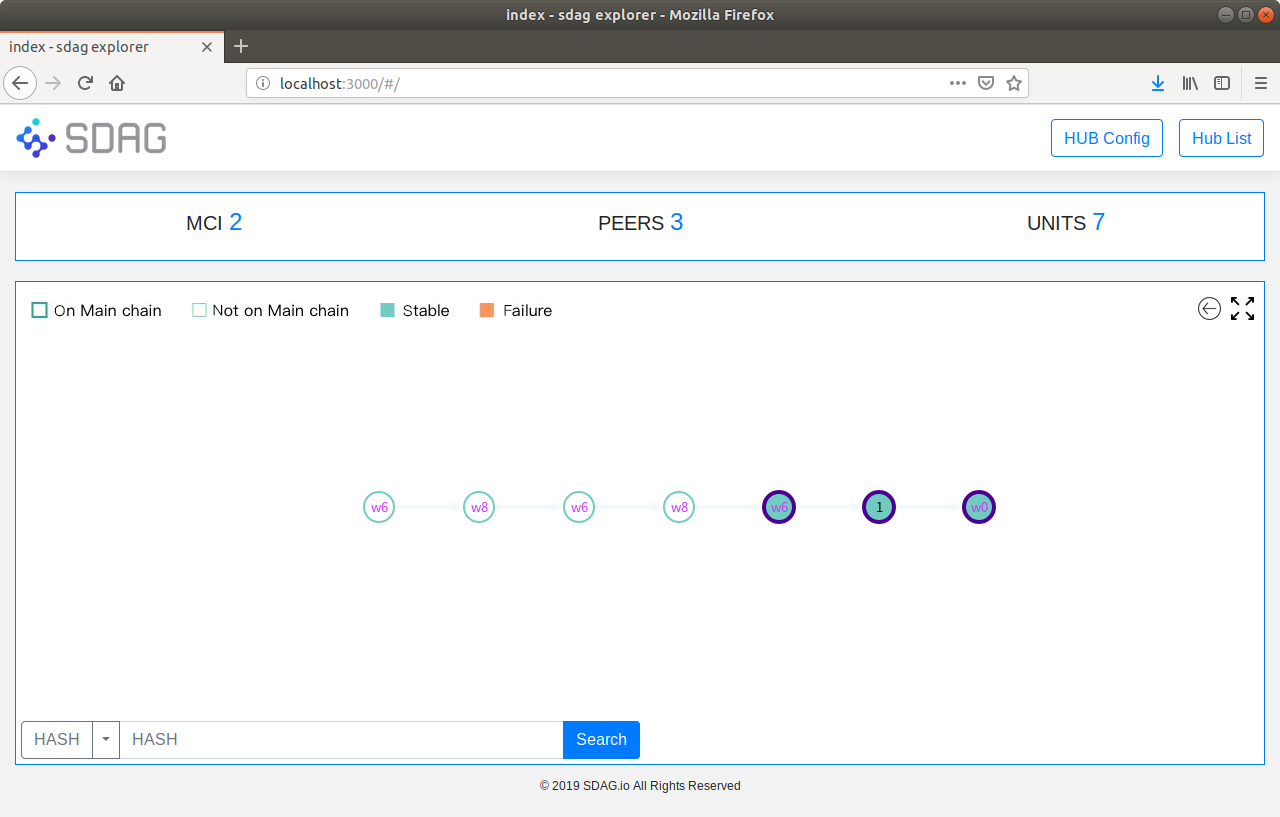 index - sdag explorer - Mozilla Firefox
index - sdag explorer
localhost:3000/#/
SDAG
HUB Config
Hub List
MCI 2
PEERS 3
UNITS 7
On Main chain
Not on Main chain
Stable
Failure
w6 w8 w6 w8 w6 1 w0
HASH
HASH
Search
© 2019 SDAG.io All Rights Reserved